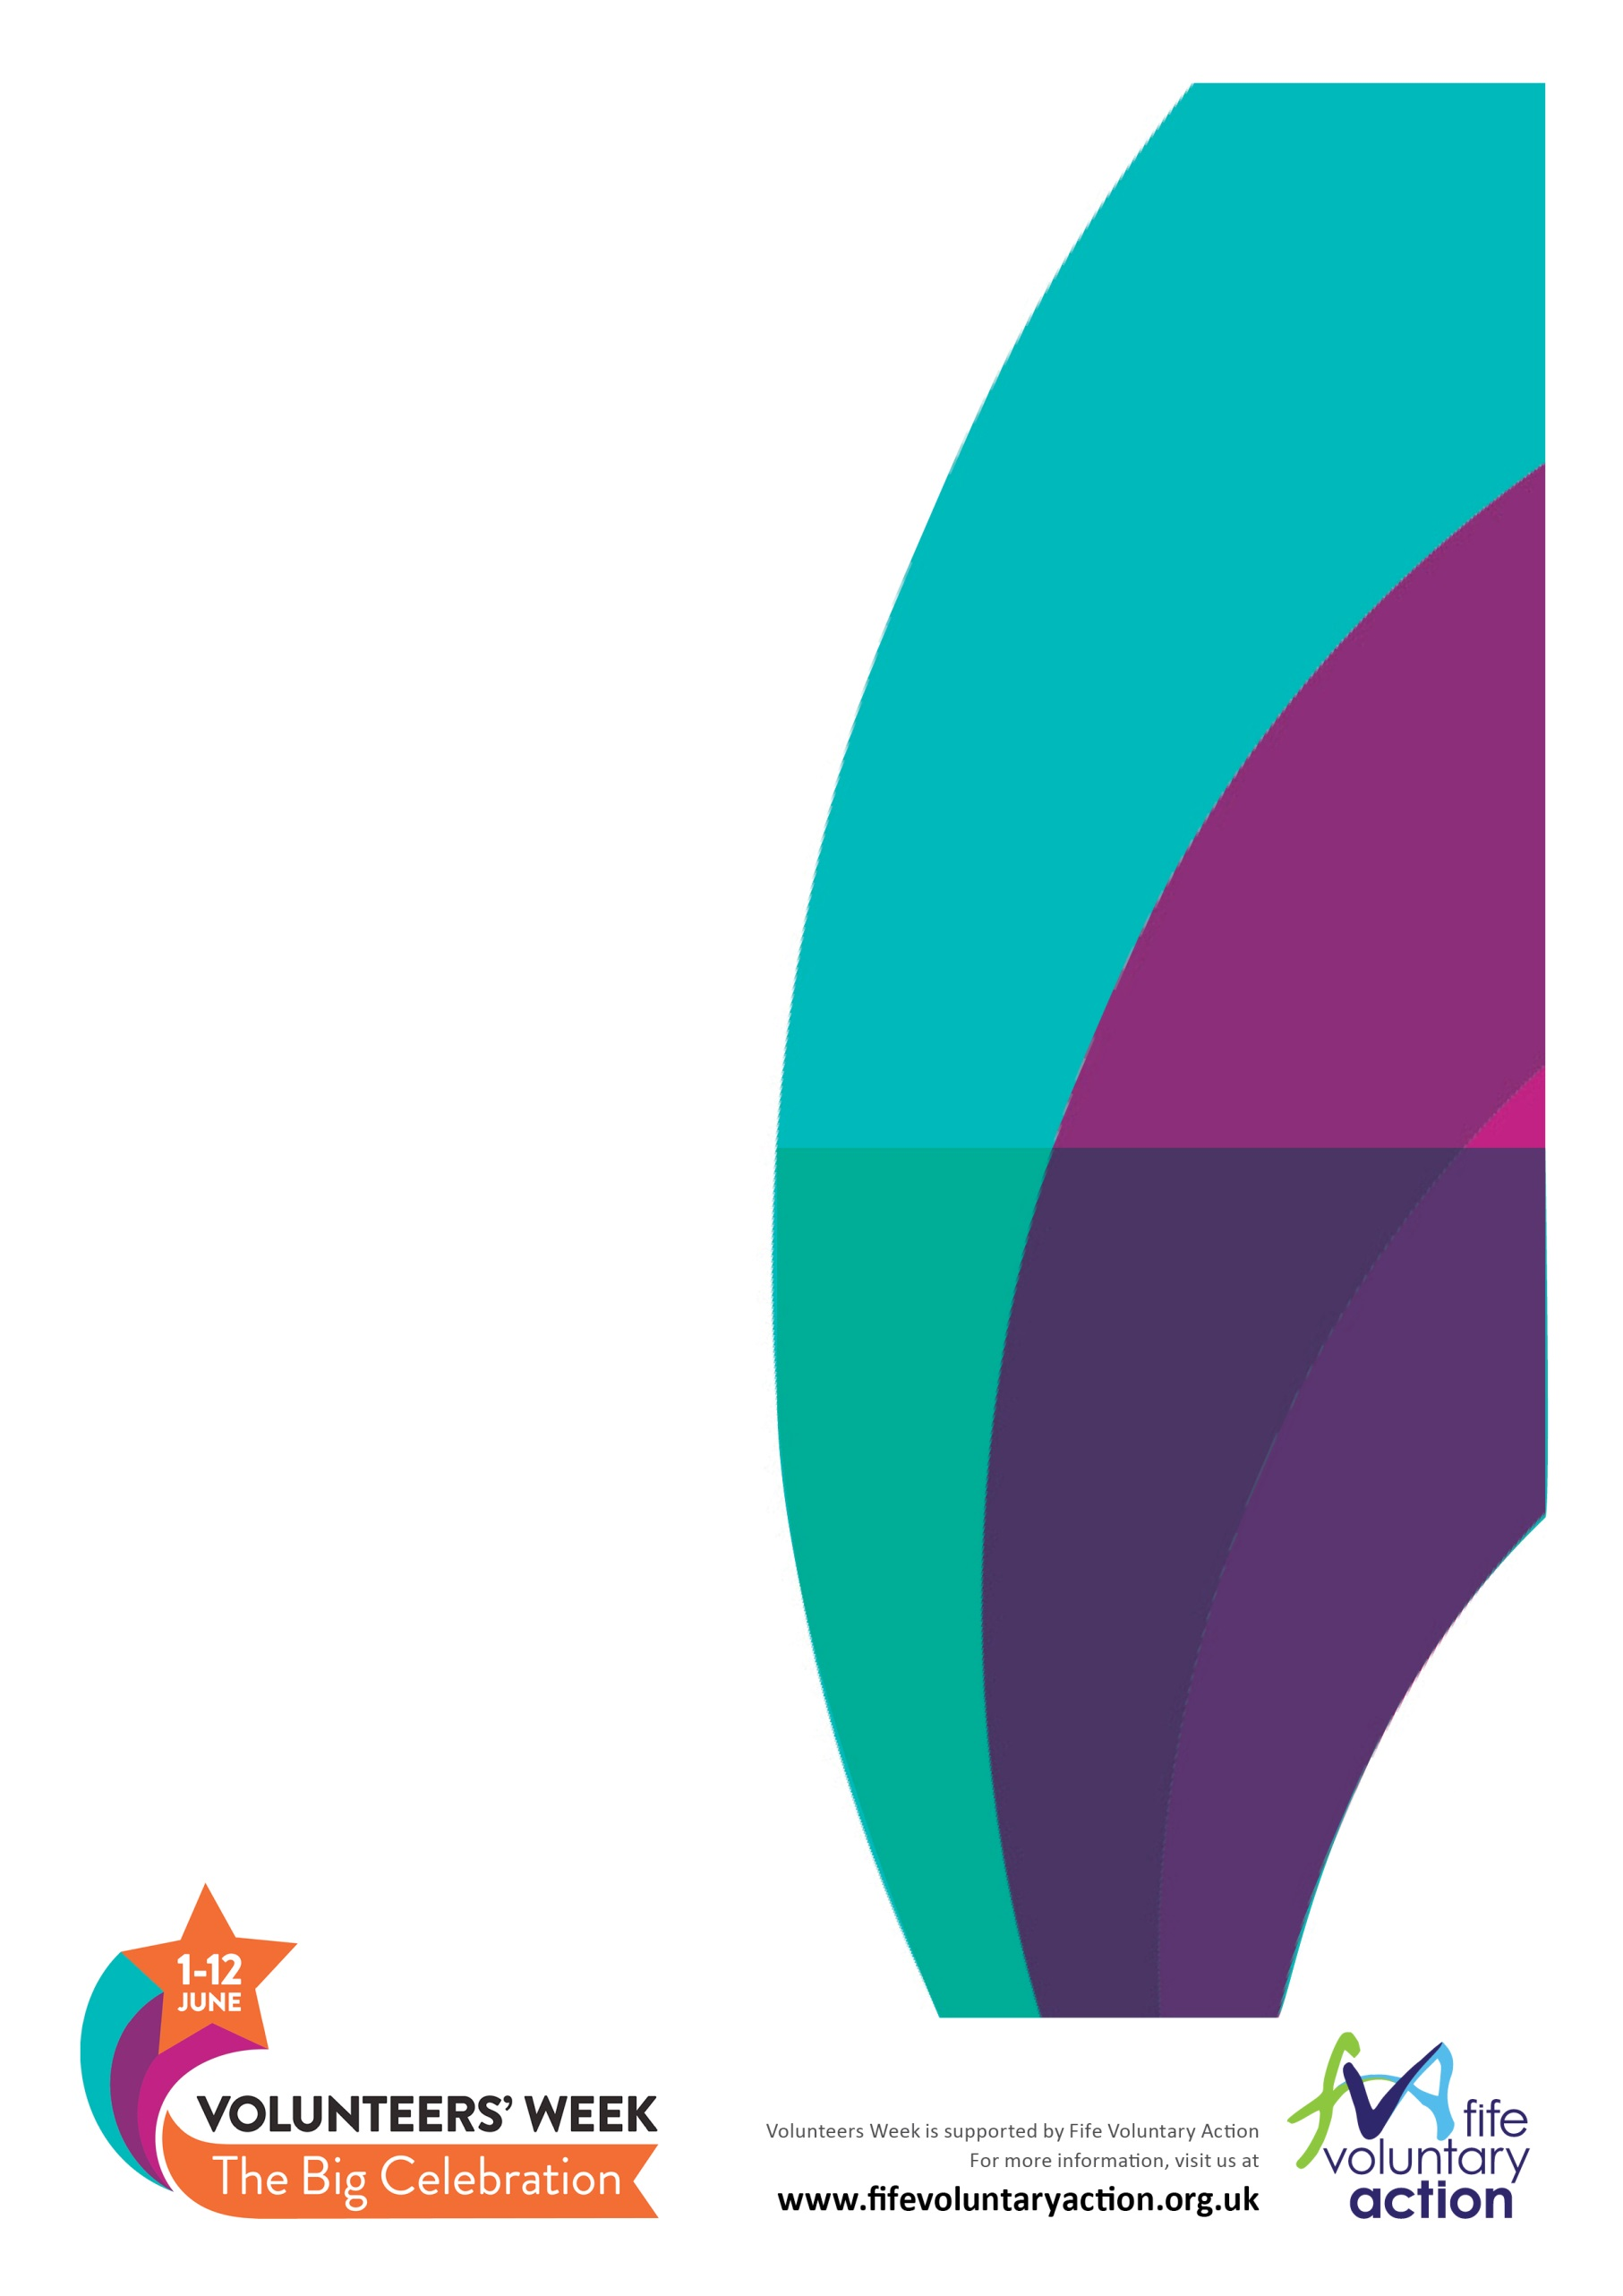 1-12
JUNE
VOLUNTEERS' WEEK
The Big Celebration
Volunteers Week is supported by Fife Voluntary Action
For more information, visit us at
www.fifevoluntaryaction.org.uk
fife
voluntary
action